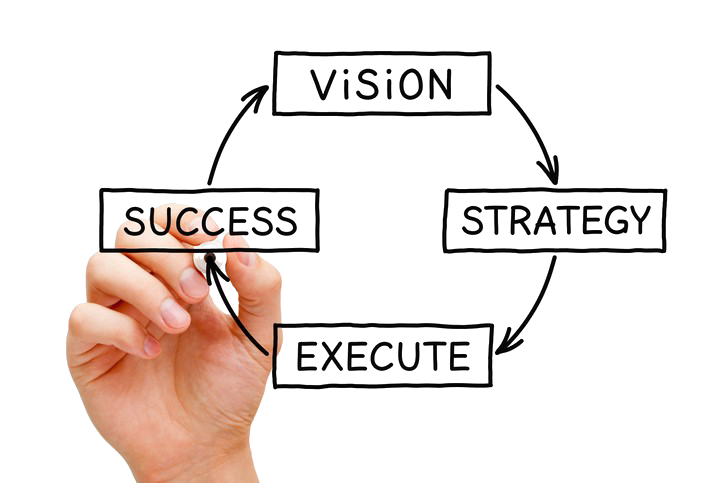 ViSiON
STRATEGY
EXECUTE
SUCCESS